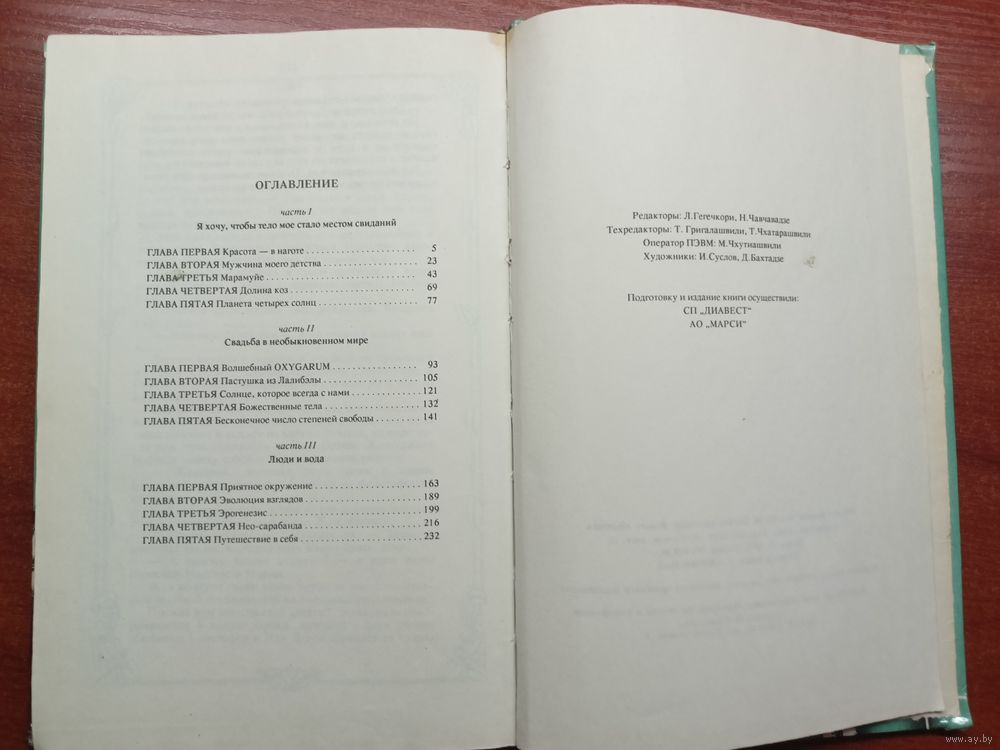 ОГЛАВЛЕНИЕ
часть I
Я хочу, чтобы тело мое стало местом свиданий
ГЛАВА ПЕРВАЯ Красота — в наготе . . . . . . . . . . . . . . . . . . . . . . 5
ГЛАВА ВТОРАЯ Мужчина моего детства . . . . . . . . . . . . . . . . . . 23
ГЛАВА ТРЕТЬЯ Марамуйе . . . . . . . . . . . . . . . . . . . . . . . . . . . . 43
ГЛАВА ЧЕТВЕРТАЯ Долина коз . . . . . . . . . . . . . . . . . . . . . . . . 69
ГЛАВА ПЯТАЯ Планета четырех солнц . . . . . . . . . . . . . . . . . . . 77
часть II
Свадьба в необыкновенном мире
ГЛАВА ПЕРВАЯ Волшебный OXYGARUM . . . . . . . . . . . . . . . . . 93
ГЛАВА ВТОРАЯ Пастушка из Лалибэлы . . . . . . . . . . . . . . . . . . 105
ГЛАВА ТРЕТЬЯ Солнце, которое всегда с нами . . . . . . . . . . . . . 121
ГЛАВА ЧЕТВЕРТАЯ Божественные тела . . . . . . . . . . . . . . . . . . 132
ГЛАВА ПЯТАЯ Бесконечное число степеней свободы . . . . . . . . . 141
часть III
Люди и вода
ГЛАВА ПЕРВАЯ Приятное окружение . . . . . . . . . . . . . . . . . . . . 163
ГЛАВА ВТОРАЯ Эволюция взглядов . . . . . . . . . . . . . . . . . . . . . 189
ГЛАВА ТРЕТЬЯ Эрогенезис . . . . . . . . . . . . . . . . . . . . . . . . . . . 199
ГЛАВА ЧЕТВЕРТАЯ Нео-сарабанда . . . . . . . . . . . . . . . . . . . . . 216
ГЛАВА ПЯТАЯ Путешествие в себя . . . . . . . . . . . . . . . . . . . . . . 232
Редакторы: Л.Гегечкори, Н.Чавчавадзе
Техредакторы: Т. Григалашвили, Т.Чхатарашвили
Оператор ПЭВМ: М.Чхутиашвили
Художники: И.Суслов, Д.Бахтадзе
Подготовку и издание книги осуществили:
СП „ДИАВЕСТ“
АО „МАРСИ“
www.ay.by